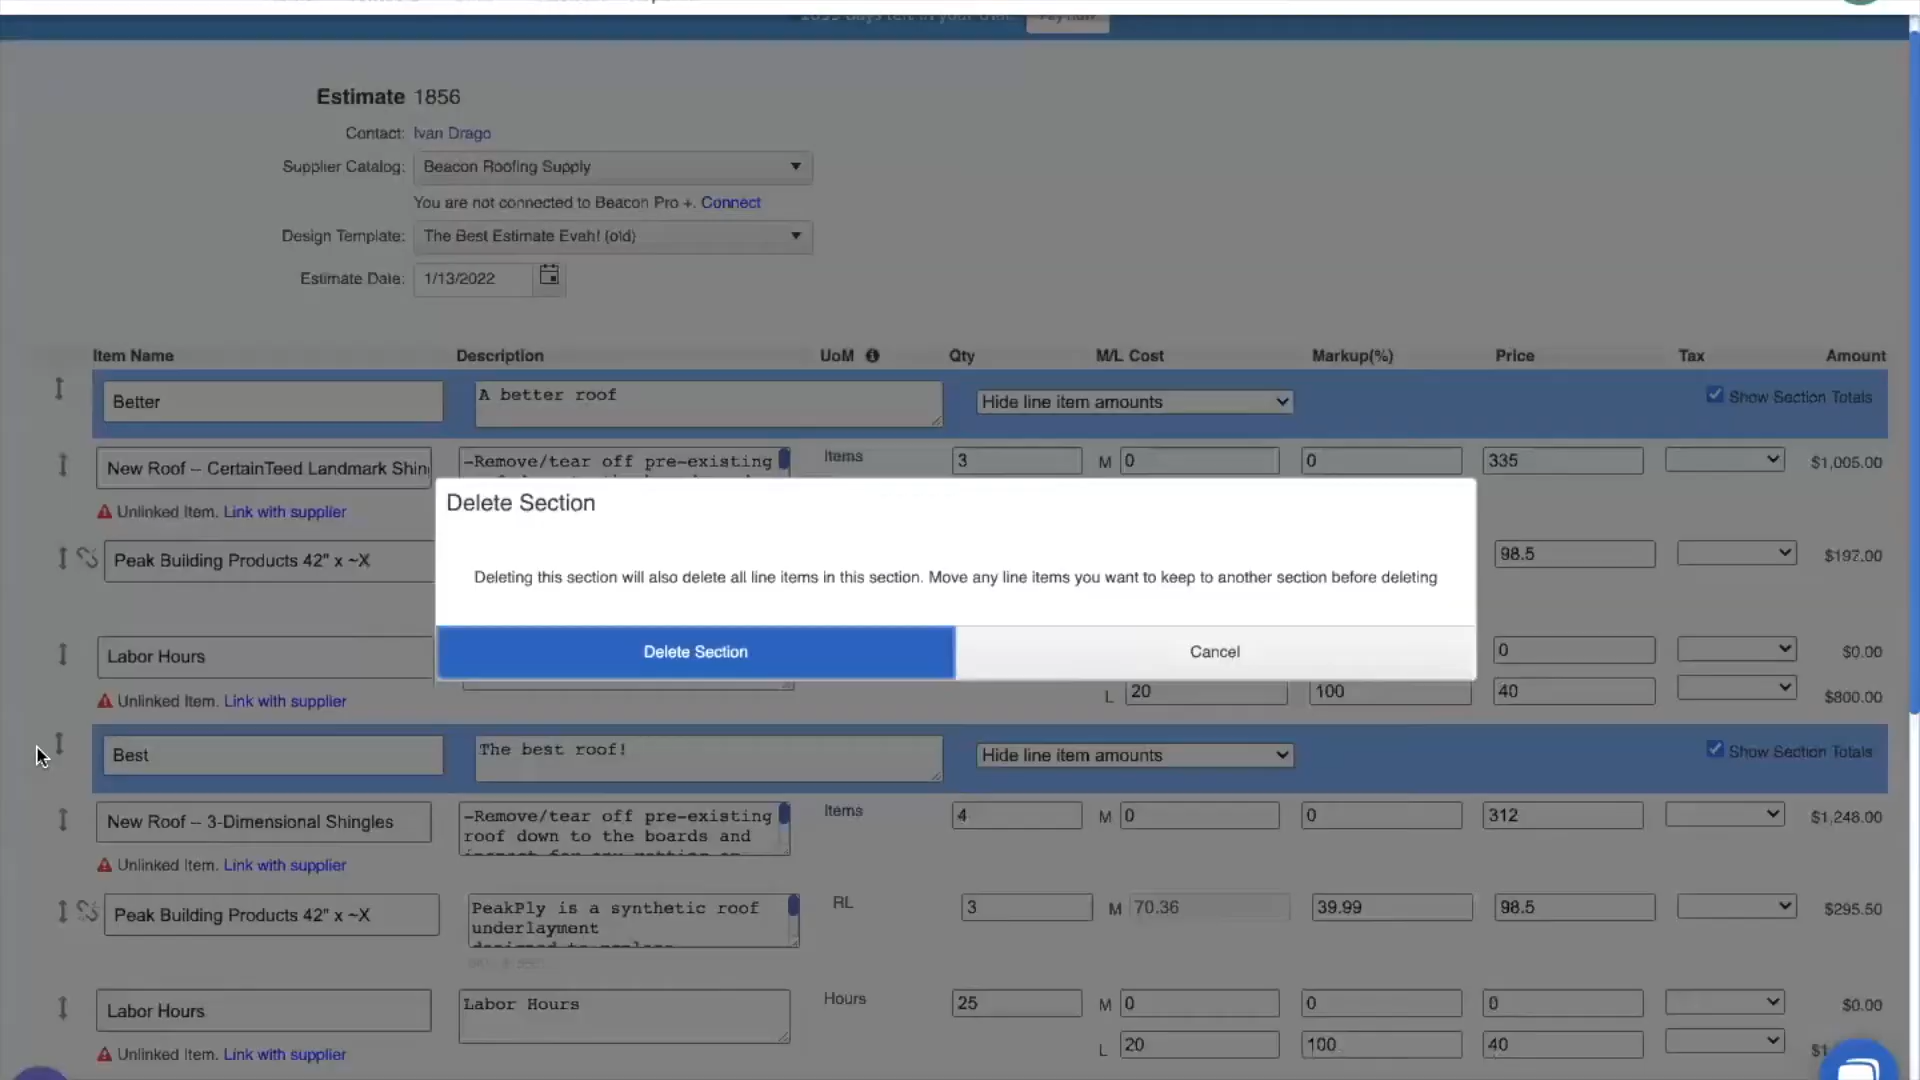 Estimate 1856
Contact: Ivan Drago
Supplier Catalog: Beacon Roofing Supply
You are not connected to Beacon Pro +. Connect
Design Template: The Best Estimate Evah! (old)
Estimate Date: 1/13/2022
Item Name Description UoM Qty M/L Cost Markup(%) Price Tax Amount
Better A better roof Hide line item amounts Show Section Totals
New Roof – CertainTeed Landmark Shin -Remove/tear off pre-existing Items 3 M 0 0 335 $1,005.00
Unlinked Item. Link with supplier
Delete Section
Peak Building Products 42" x ~X 98.5 $197.00
Deleting this section will also delete all line items in this section. Move any line items you want to keep to another section before deleting
Labor Hours 0 $0.00
Delete Section Cancel
L 20 100 40 $800.00
Unlinked Item. Link with supplier
Best The best roof! Hide line item amounts Show Section Totals
New Roof – 3-Dimensional Shingles -Remove/tear off pre-existing Items 4 M 0 0 312 $1,248.00
roof down to the boards and
Unlinked Item. Link with supplier
Peak Building Products 42" x ~X PeakPly is a synthetic roof RL 3 M 70.36 39.99 98.5 $295.50
underlayment
Labor Hours Labor Hours Hours 25 M 0 0 0 $0.00
Unlinked Item. Link with supplier L 20 100 40